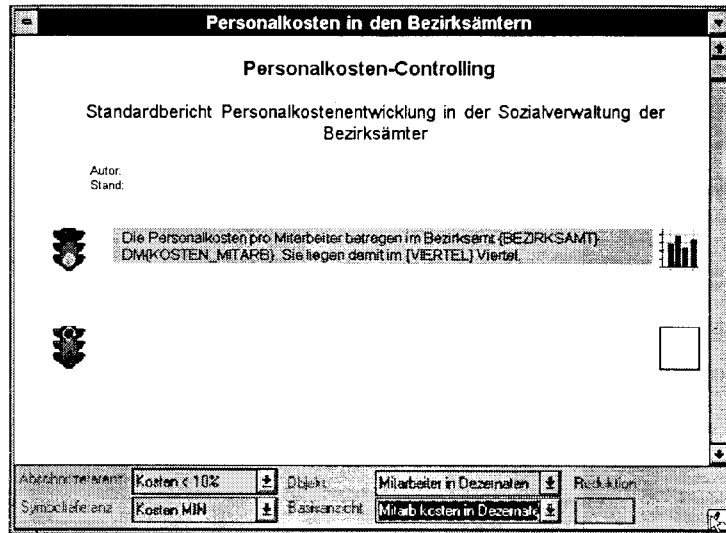 Personalkosten in den Bezirksämtern
Personalkosten-Controlling
Standardbericht Personalkostenentwicklung in der Sozialverwaltung der
Bezirksämter
Autor:
Stand:
Die Personalkosten pro Mitarbeiter betragen im Bezirksamt {BEZIRKSAMT}
DM{KOSTEN_MITARB}. Sie liegen damit im {VIERTEL} Viertel.
Kosten < 10% Objekt Mitarbeiter in Dezernaten Reduktion
Symbolreferenz Kosten MIN Basisansicht Mitarb.kosten in Dezernate